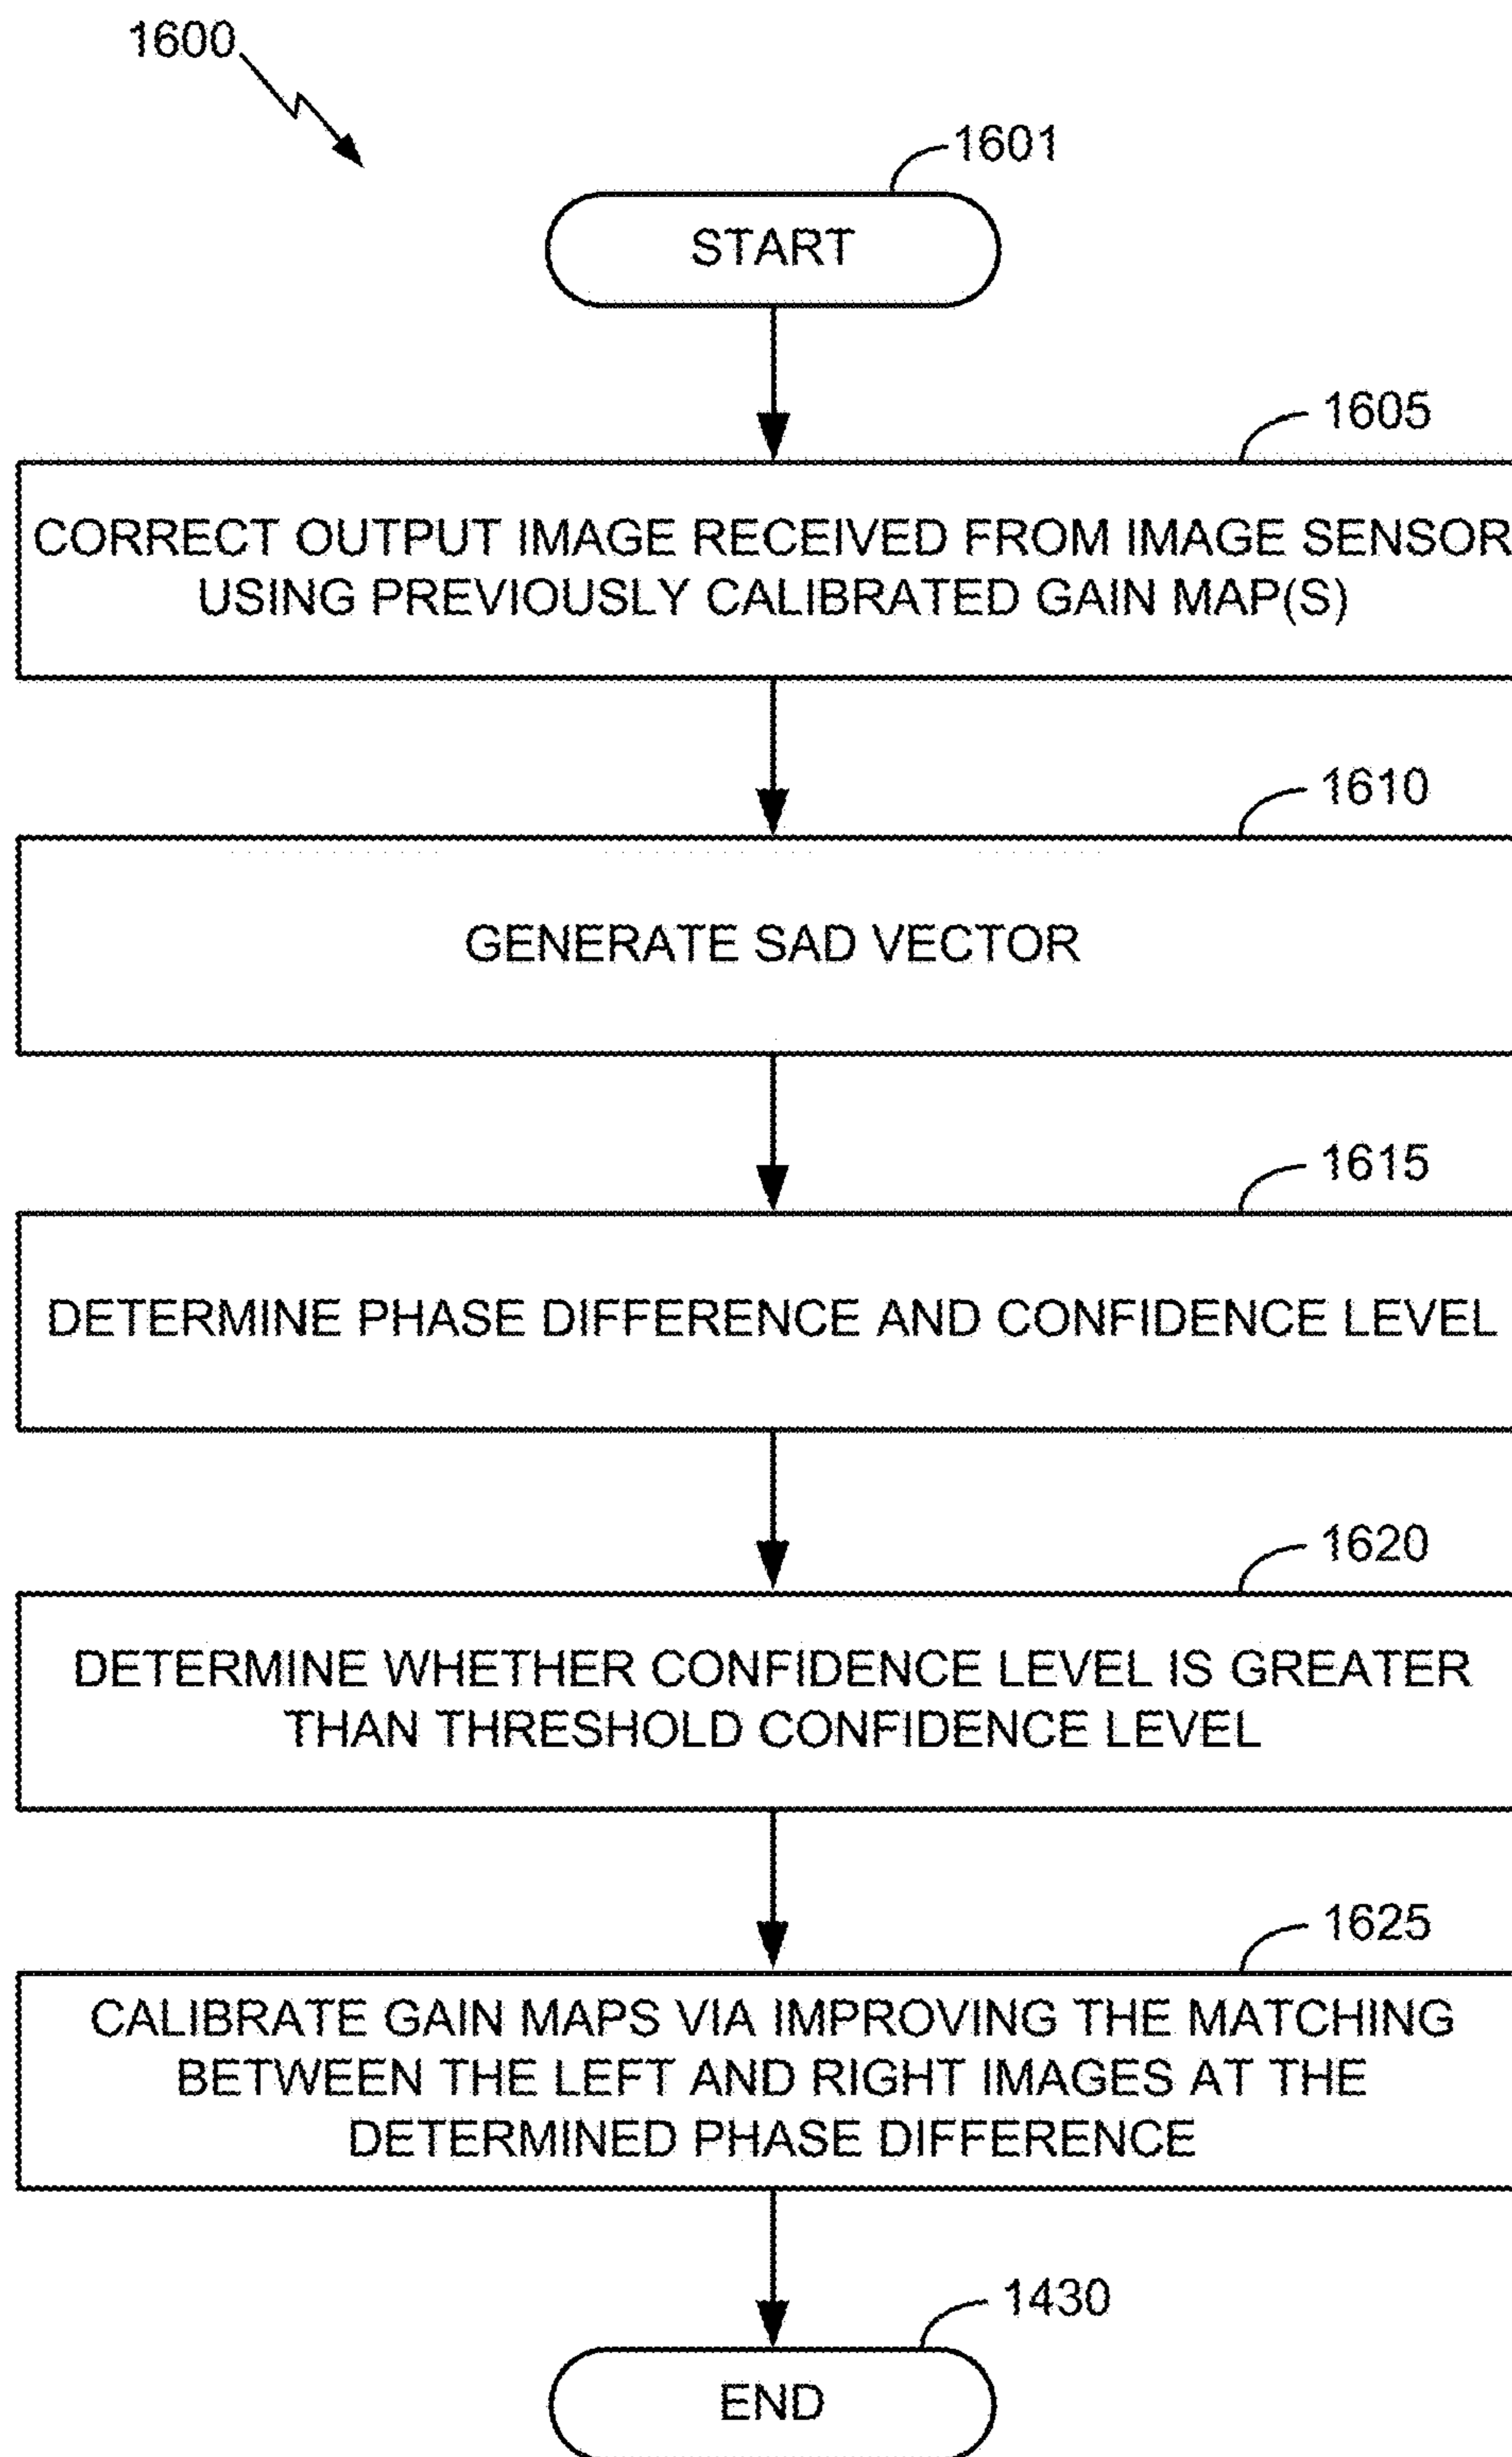 1600
1601
START
1605
CORRECT OUTPUT IMAGE RECEIVED FROM IMAGE SENSOR
USING PREVIOUSLY CALIBRATED GAIN MAP(S)
1610
GENERATE SAD VECTOR
1615
DETERMINE PHASE DIFFERENCE AND CONFIDENCE LEVEL
1620
DETERMINE WHETHER CONFIDENCE LEVEL IS GREATER
THAN THRESHOLD CONFIDENCE LEVEL
1625
CALIBRATE GAIN MAPS VIA IMPROVING THE MATCHING
BETWEEN THE LEFT AND RIGHT IMAGES AT THE
DETERMINED PHASE DIFFERENCE
1430
END